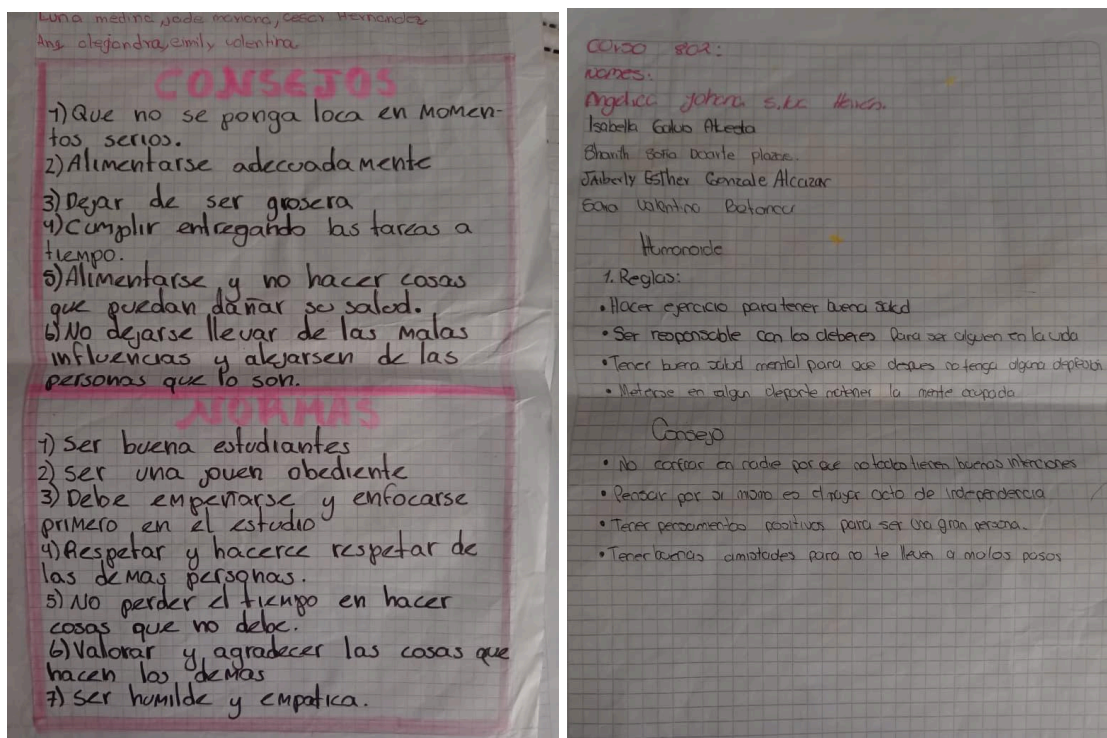 Luna medina, jade moreno, Cesar Hernandez
Ang alejandra, emily valentina
CONSEJOS
1) Que no se ponga loca en momen-
tos serios.
2) Alimentarse adecuadamente
3) Dejar de ser grosera
4) Cumplir entregando las tareas a
tiempo.
5) Alimentarse y no hacer cosas
que puedan dañar su salud.
6) No dejarse llevar de las malas
influencias y alejarsen de las
personas que lo son.
NORMAS
1) Ser buena estudiantes
2) ser una joven obediente
3) Debe empeñarse y enfocarse
primero en el estudio
4) Respetar y hacerce respetar de
las demas personas.
5) No perder el tiempo en hacer
cosas que no debe.
6) Valorar y agradecer las cosas que
hacen los demas
7) Ser humilde y empatica.
Curso 802:
Names:
Angelica Johana
Isabella Calvo
Sharith Sofia Duarte plazas.
Jhiberly Esther Gonzale Alcazar
Sara Valentina Betancur
Humanoide
1. Reglas:
• Hacer ejercicio para tener buena salud
• Ser responsable con los deberes Para ser alguien en la vida
• Tener buena salud mental para que despues no tenga alguna depresion
• Meterse en algun deporte mantener la mente ocupada
Consejo
• No confiar en nadie por que no todos tienen buenas intenciones
• Pensar por si mismo es el mayor acto de independencia
• Tener pensamientos positivos para ser una gran persona.
• Tener buenas amistades para no te lleven a malos pasos